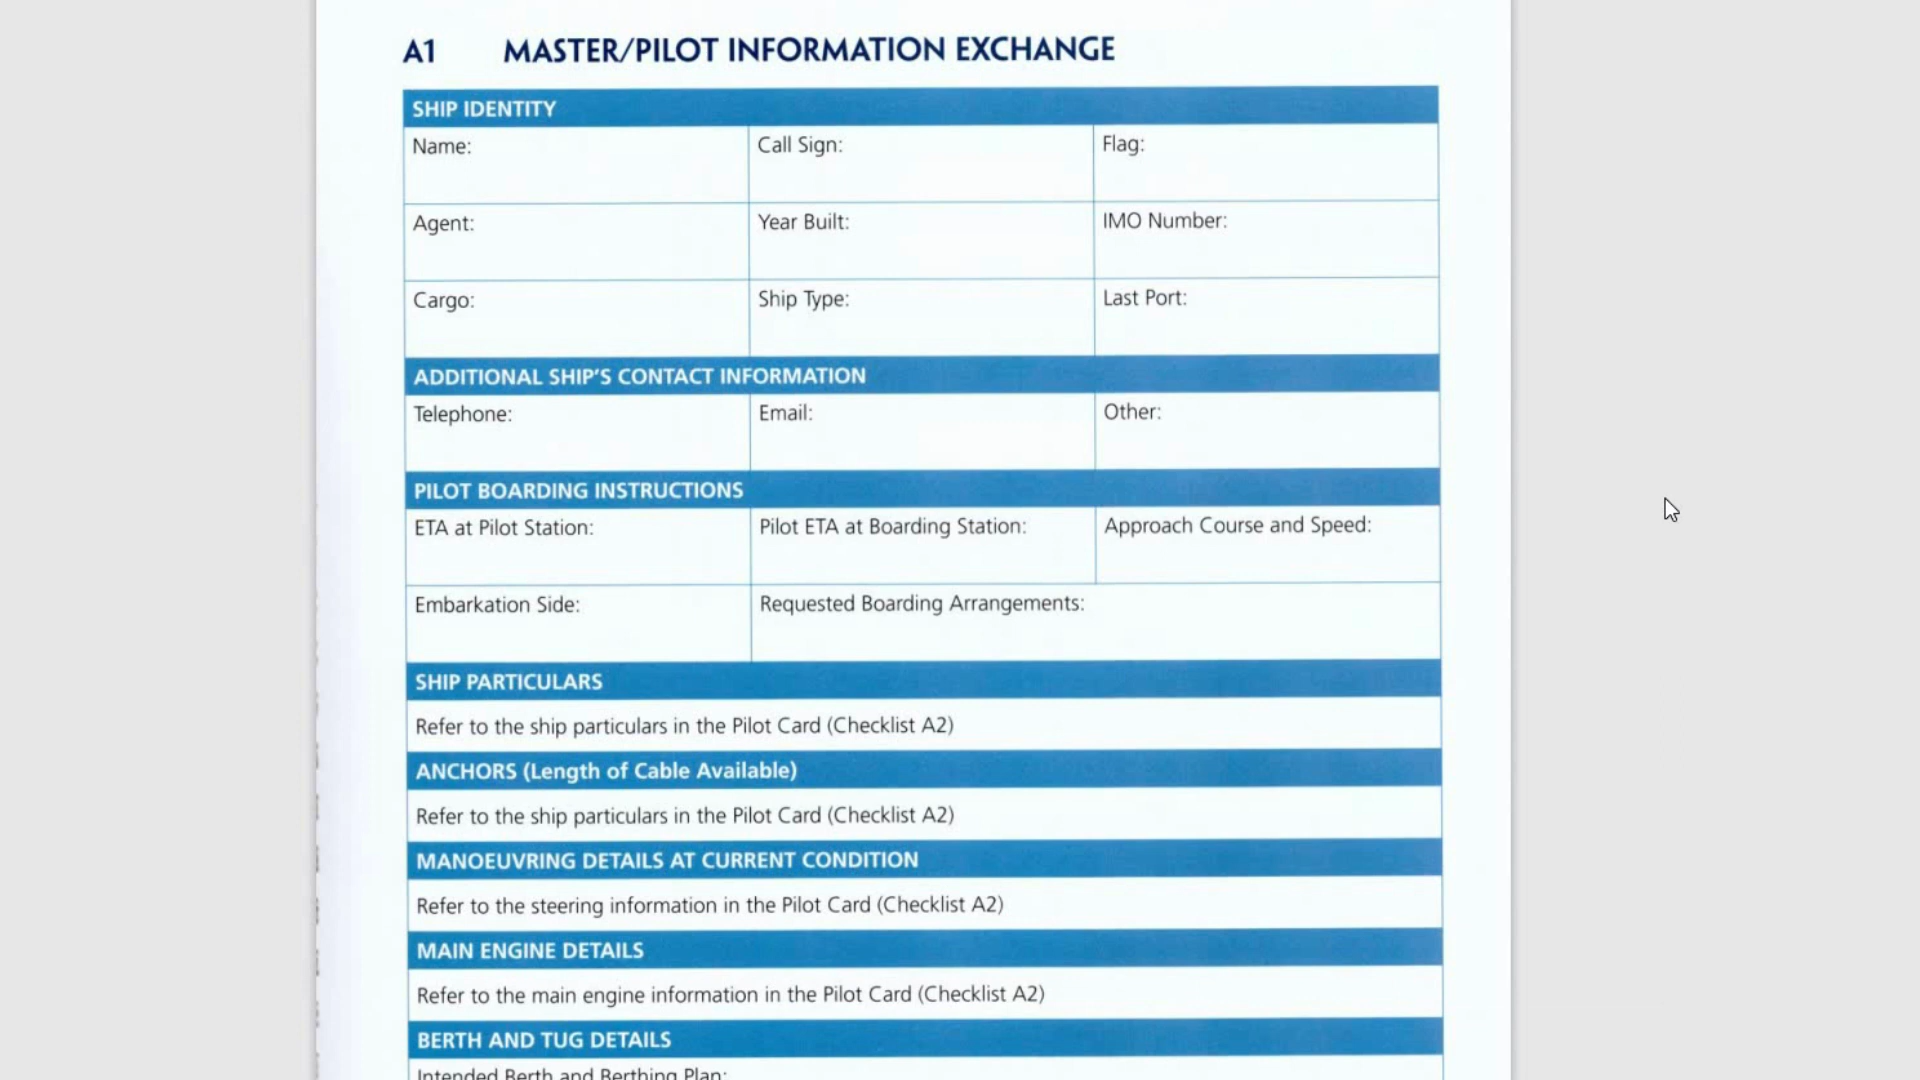 A1 MASTER/PILOT INFORMATION EXCHANGE
SHIP IDENTITY
Name: Call Sign: Flag:
Agent: Year Built: IMO Number:
Cargo: Ship Type: Last Port:
ADDITIONAL SHIP'S CONTACT INFORMATION
Telephone: Email: Other:
PILOT BOARDING INSTRUCTIONS
ETA at Pilot Station: Pilot ETA at Boarding Station: Approach Course and Speed:
Embarkation Side: Requested Boarding Arrangements:
SHIP PARTICULARS
Refer to the ship particulars in the Pilot Card (Checklist A2)
ANCHORS (Length of Cable Available)
Refer to the ship particulars in the Pilot Card (Checklist A2)
MANOEUVRING DETAILS AT CURRENT CONDITION
Refer to the steering information in the Pilot Card (Checklist A2)
MAIN ENGINE DETAILS
Refer to the main engine information in the Pilot Card (Checklist A2)
BERTH AND TUG DETAILS
Intended Berth and Berthing Plan: